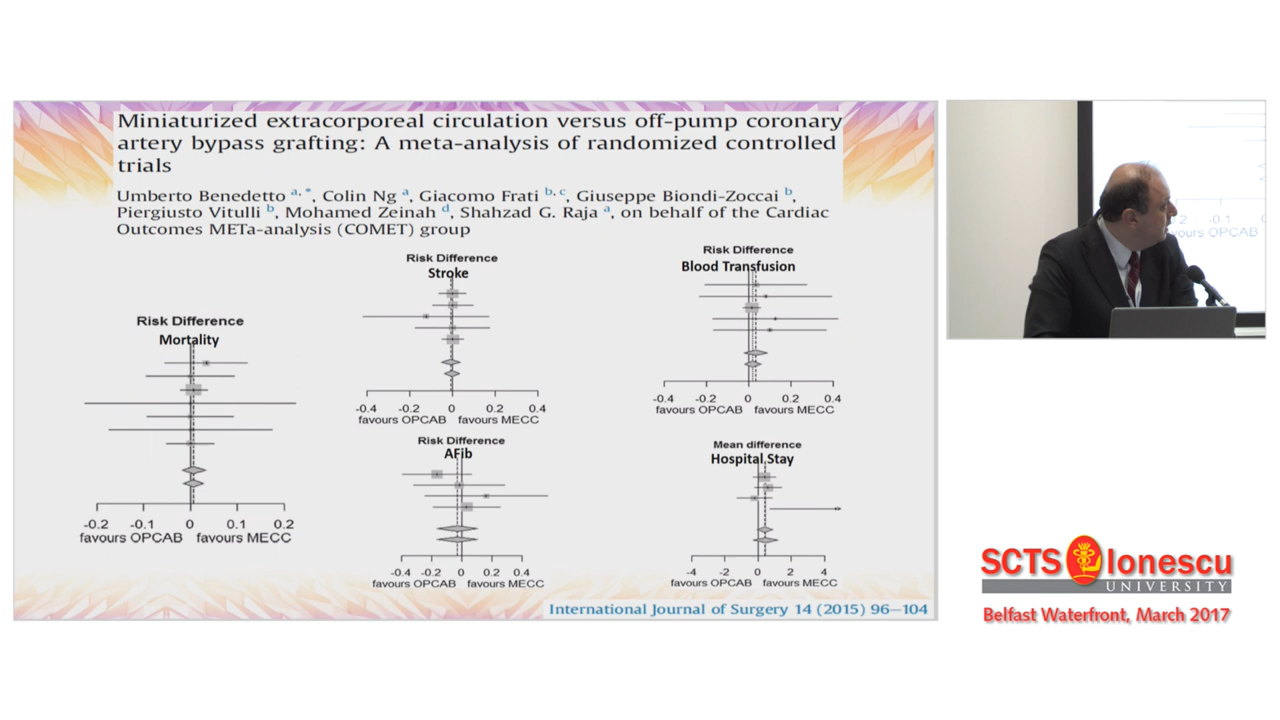 Miniaturized extracorporeal circulation versus off-pump coronary
artery bypass grafting: A meta-analysis of randomized controlled
trials
Umberto Benedetto a, *, Colin Ng a, Giacomo Frati b, c, Giuseppe Biondi-Zoccai b,
Piergiusto Vitulli b, Mohamed Zeinah d, Shahzad G. Raja a, on behalf of the Cardiac
Outcomes METa-analysis (COMET) group
Risk Difference
Mortality
-0.2 -0.1 0 0.1 0.2
favours OPCAB favours MECC
Risk Difference
Stroke
-0.4 -0.2 0 0.2 0.4
favours OPCAB favours MECC
Risk Difference
AFib
-0.4 -0.2 0 0.2 0.4
favours OPCAB favours MECC
Risk Difference
Blood Transfusion
-0.4 -0.2 0 0.2 0.4
favours OPCAB favours MECC
Mean difference
Hospital Stay
-4 -2 0 2 4
favours OPCAB favours MECC
International Journal of Surgery 14 (2015) 96–104
2 -0.1
vours OPCAB
SCTS Ionescu
UNIVERSITY
Belfast Waterfront, March 2017